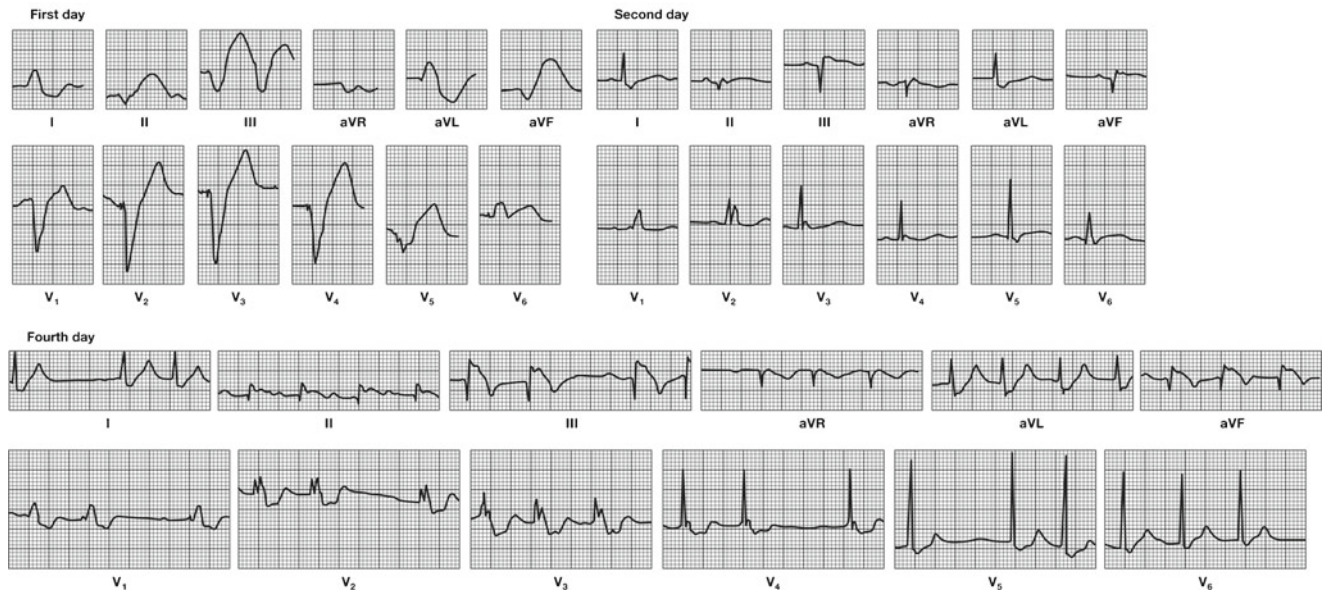 First day Second day
I II III aVR aVL aVF I II III aVR aVL aVF
V₁ V₂ V₃ V₄ V₅ V₆ V₁ V₂ V₃ V₄ V₅ V₆
Fourth day
I II III aVR aVL aVF
V₁ V₂ V₃ V₄ V₅ V₆